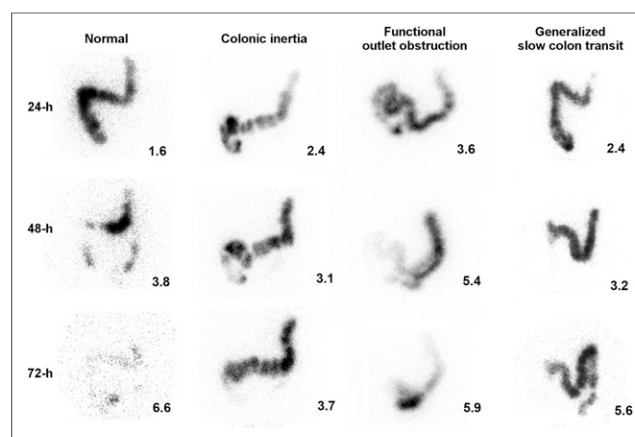 Normal
Colonic inertia
Functional
outlet obstruction
Generalized
slow colon transit
24-h
1.6
2.4
3.6
2.4
48-h
3.8
3.1
5.4
3.2
72-h
6.6
3.7
5.9
5.6